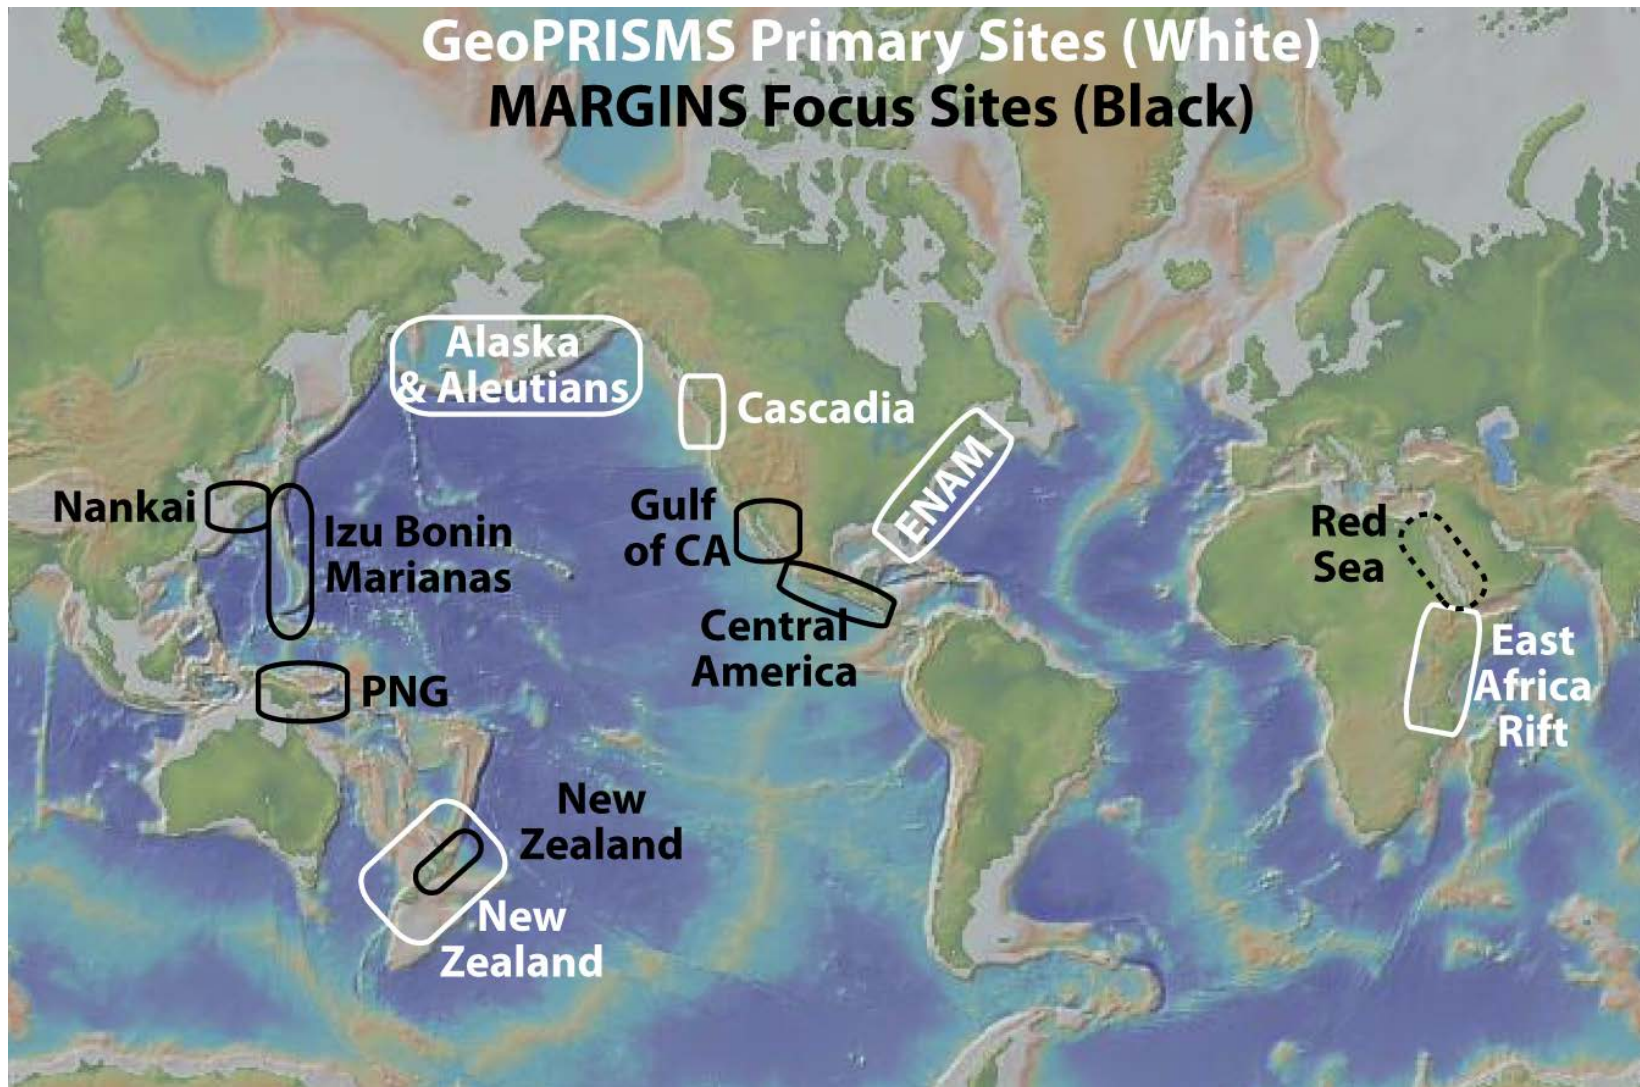 GeoPRISMS Primary Sites (White)
MARGINS Focus Sites (Black)
Alaska
& Aleutians
Cascadia
ENAM
Nankai
Izu Bonin
Marianas
Gulf
of CA
Red
Sea
Central
America
East
Africa
Rift
PNG
New
Zealand
New
Zealand